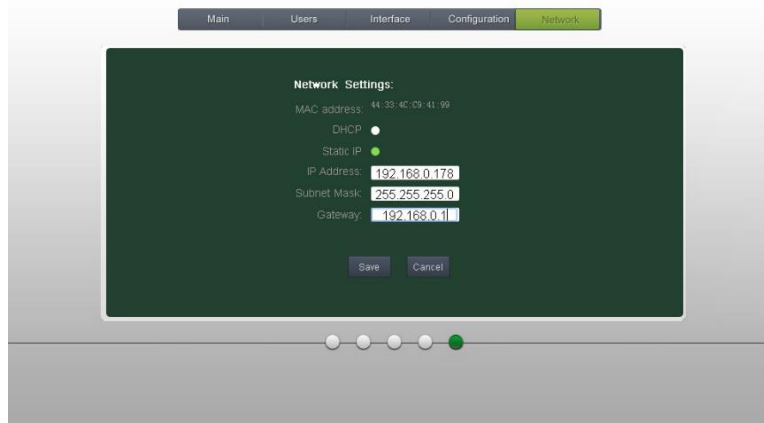 Main Users Interface Configuration Network
Network Settings:
MAC address: 44:33:4C:C9:41:99
DHCP
Static IP
IP Address: 192.168.0.178
Subnet Mask: 255.255.255.0
Gateway: 192.168.0.1
Save Cancel